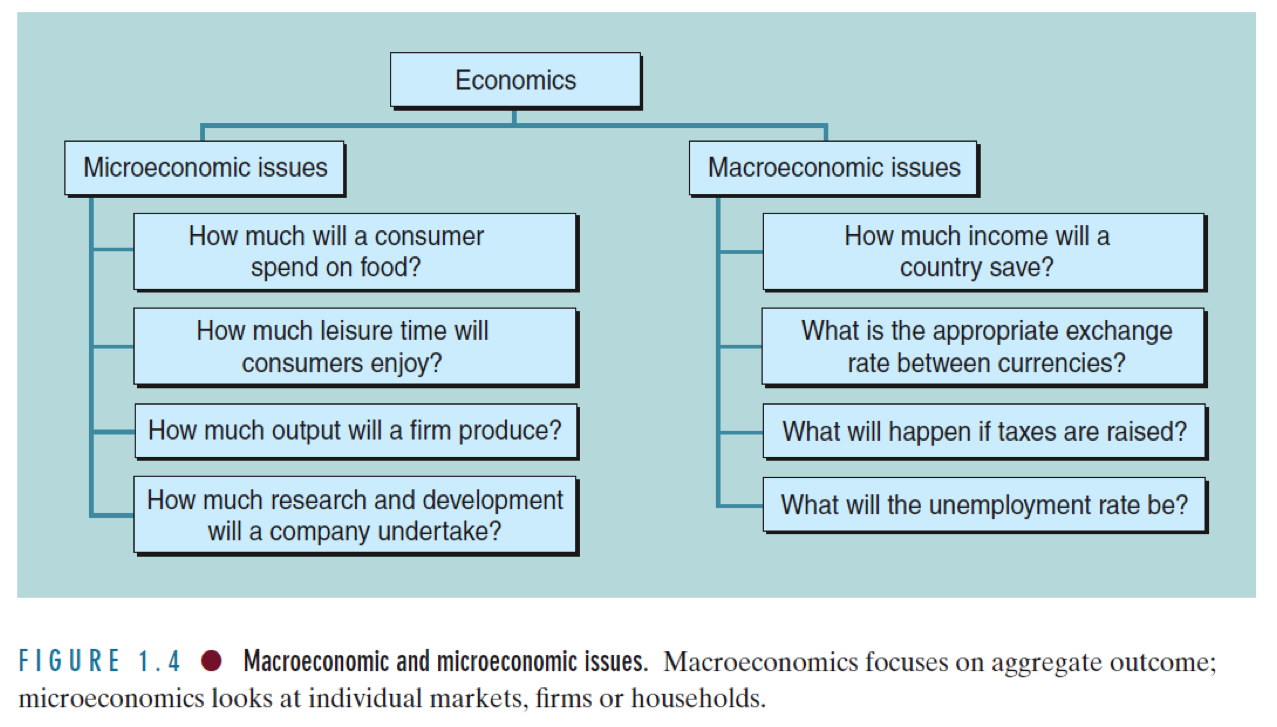 Economics
Microeconomic issues
How much will a consumer
spend on food?
How much leisure time will
consumers enjoy?
How much output will a firm produce?
How much research and development
will a company undertake?
Macroeconomic issues
How much income will a
country save?
What is the appropriate exchange
rate between currencies?
What will happen if taxes are raised?
What will the unemployment rate be?
FIGURE 1.4 ● Macroeconomic and microeconomic issues. Macroeconomics focuses on aggregate outcome;
microeconomics looks at individual markets, firms or households.